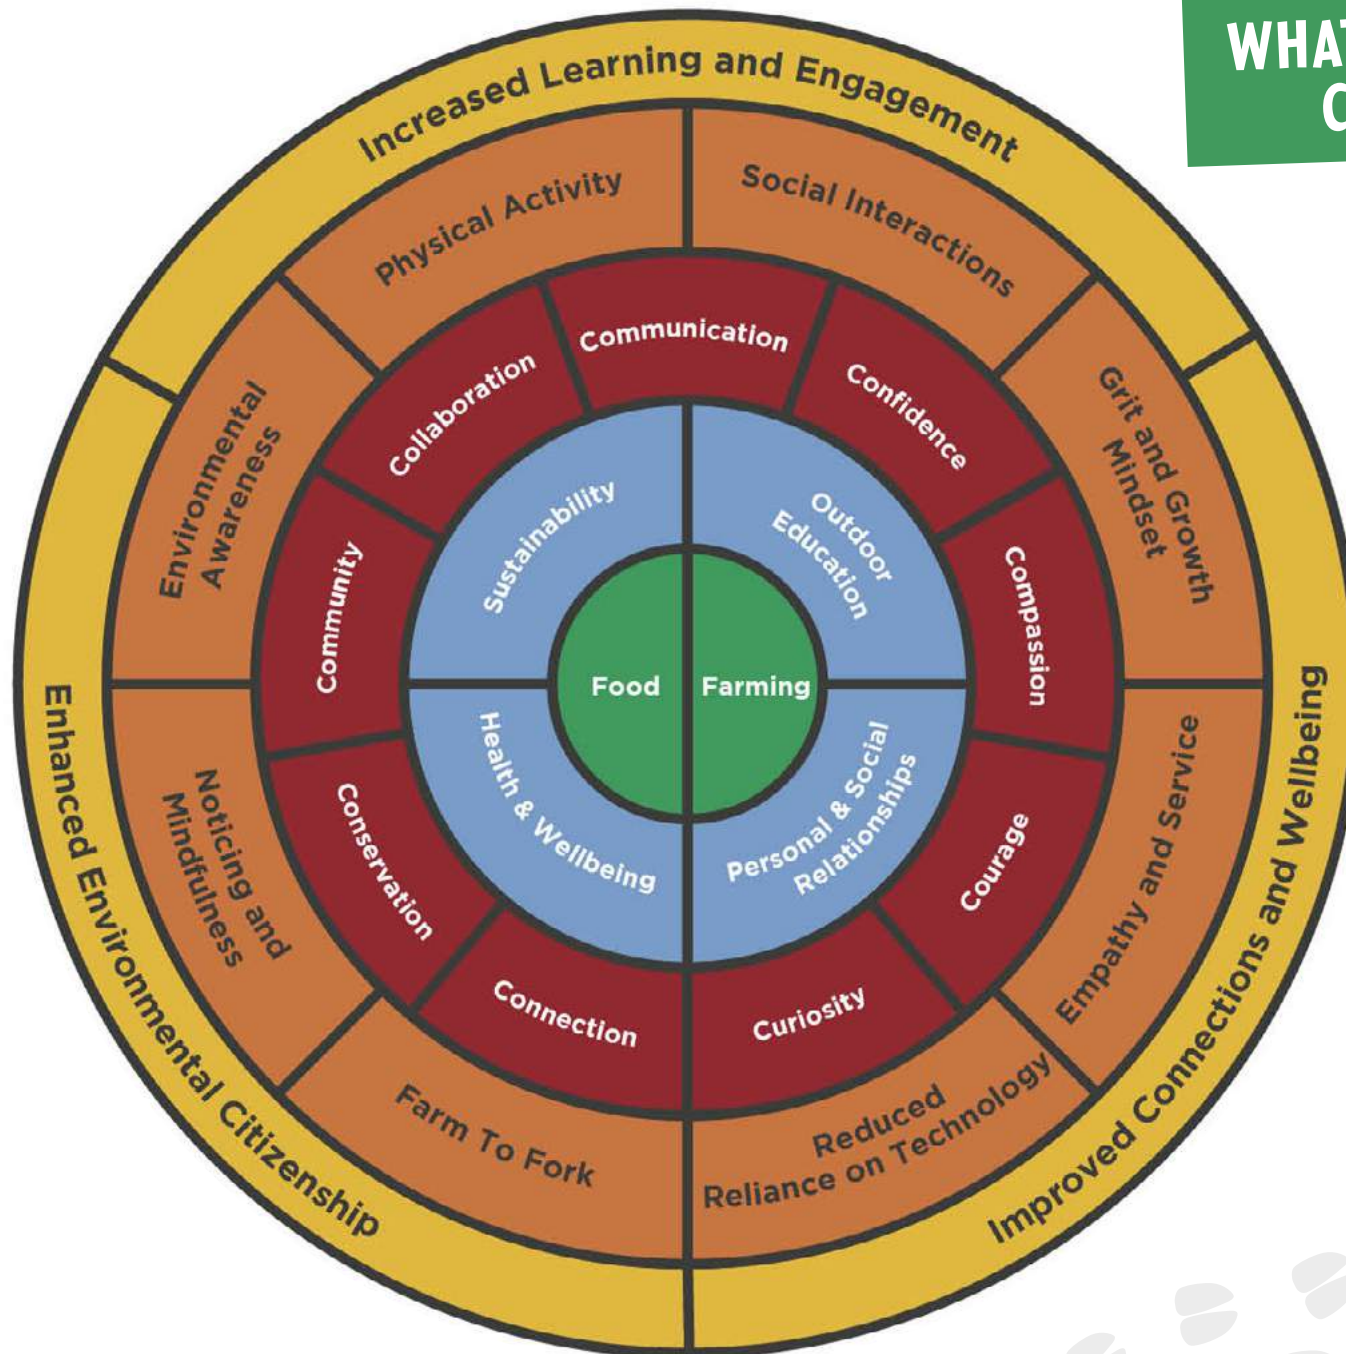 WHAT
C
Increased Learning and Engagement
Improved Connections and Wellbeing
Enhanced Environmental Citizenship
Physical Activity
Social Interactions
Grit and Growth
Mindset
Empathy and Service
Reduced
Reliance on Technology
Farm To Fork
Noticing and
Mindfulness
Environmental
Awareness
Communication
Confidence
Compassion
Courage
Curiosity
Connection
Conservation
Community
Collaboration
Sustainability
Outdoor
Education
Personal & Social
Relationships
Health & Wellbeing
Food
Farming